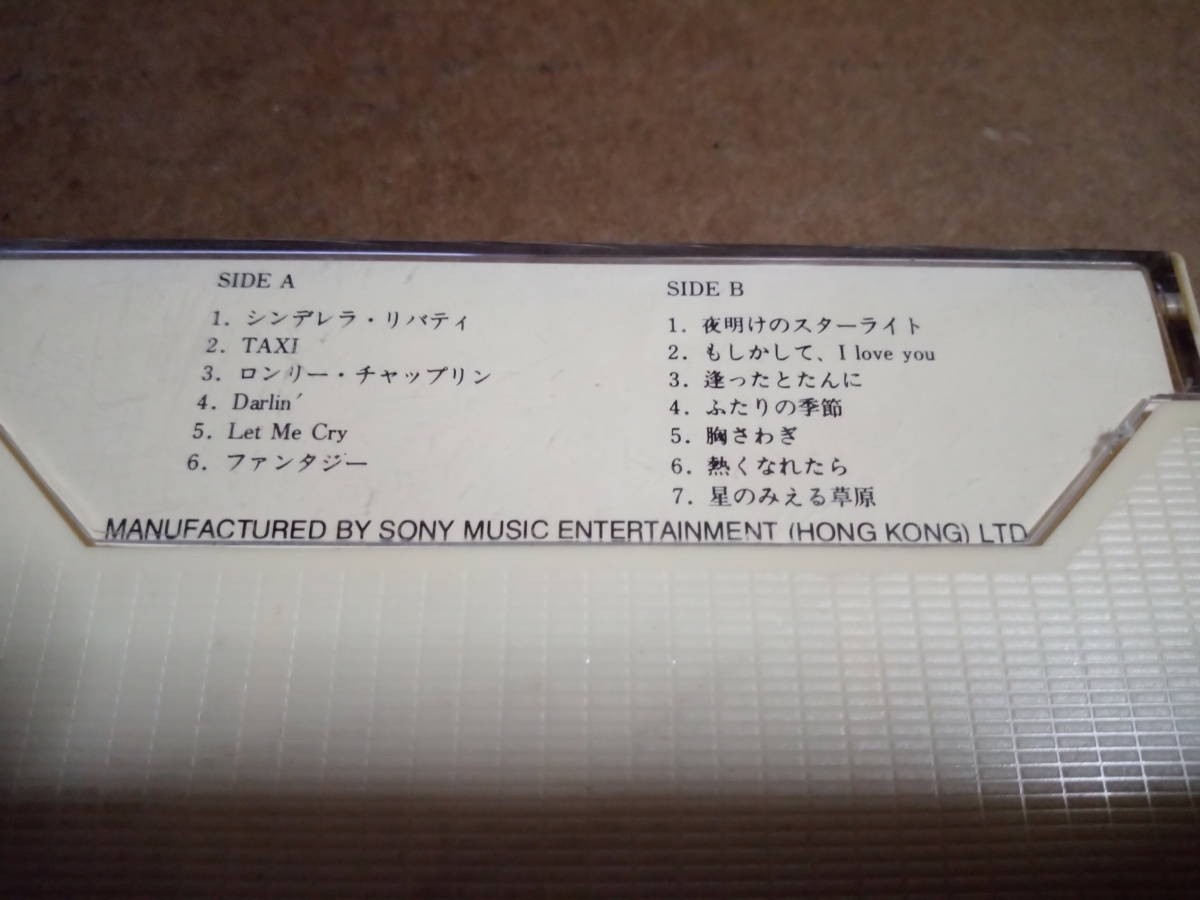 SIDE A
1. シンデレラ・リバティ
2. TAXI
3. ロンリー・チャップリン
4. Darlin'
5. Let Me Cry
6. ファンタジー
SIDE B
1. 夜明けのスターライト
2. もしかして、I love you
3. 逢ったとたんに
4. ふたりの季節
5. 胸さわぎ
6. 熱くなれたら
7. 星のみえる草原
MANUFACTURED BY SONY MUSIC ENTERTAINMENT (HONG KONG) LTD